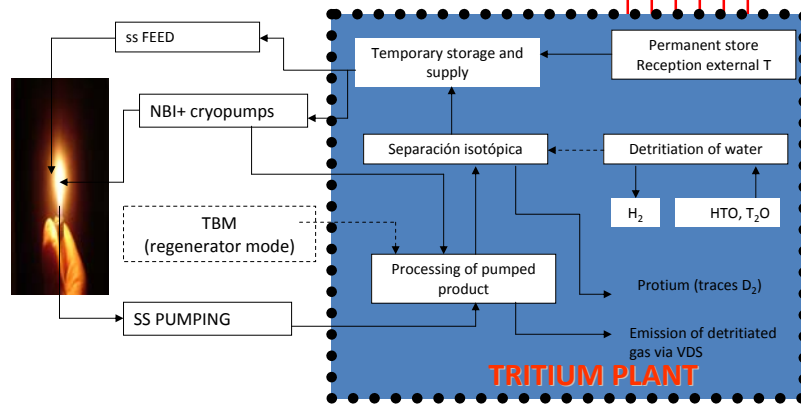 ss FEED
Temporary storage and
supply
Permanent store
Reception external T
NBI+ cryopumps
Separación isotópica
Detritiation of water
H₂
HTO, T₂O
TBM
(regenerator mode)
Processing of pumped
product
Protium (traces D₂)
SS PUMPING
Emission of detritiated
gas via VDS
TRITIUM PLANT